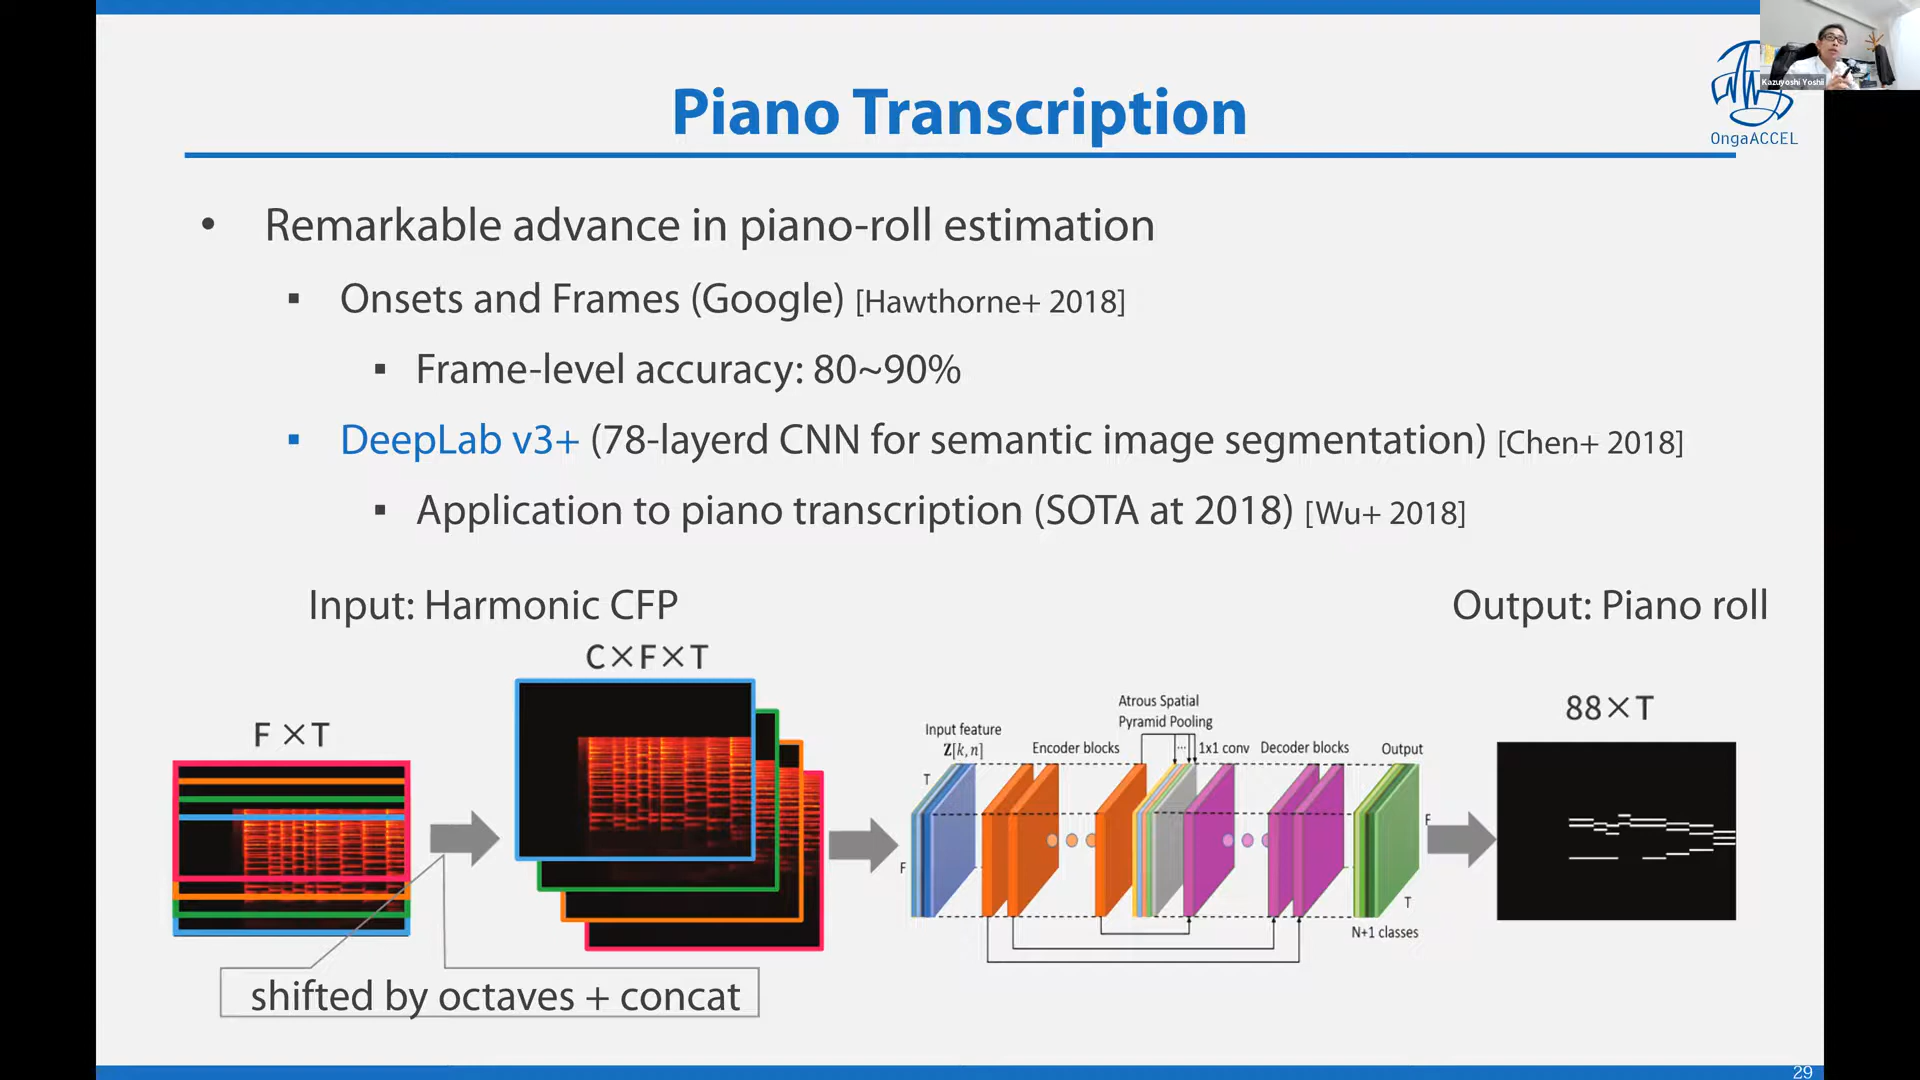 Kazuyoshi Yoshii
OngaACCEL
Piano Transcription
• Remarkable advance in piano-roll estimation
▪ Onsets and Frames (Google) [Hawthorne+ 2018]
▪ Frame-level accuracy: 80~90%
▪ DeepLab v3+ (78-layerd CNN for semantic image segmentation) [Chen+ 2018]
▪ Application to piano transcription (SOTA at 2018) [Wu+ 2018]
Input: Harmonic CFP
Output: Piano roll
C×F×T
F ×T
88×T
Atrous Spatial
Pyramid Pooling
Input feature
Z[k,n]
Encoder blocks
...
1x1 conv
Decoder blocks
Output
T
F
F
T
N+1 classes
shifted by octaves + concat
29